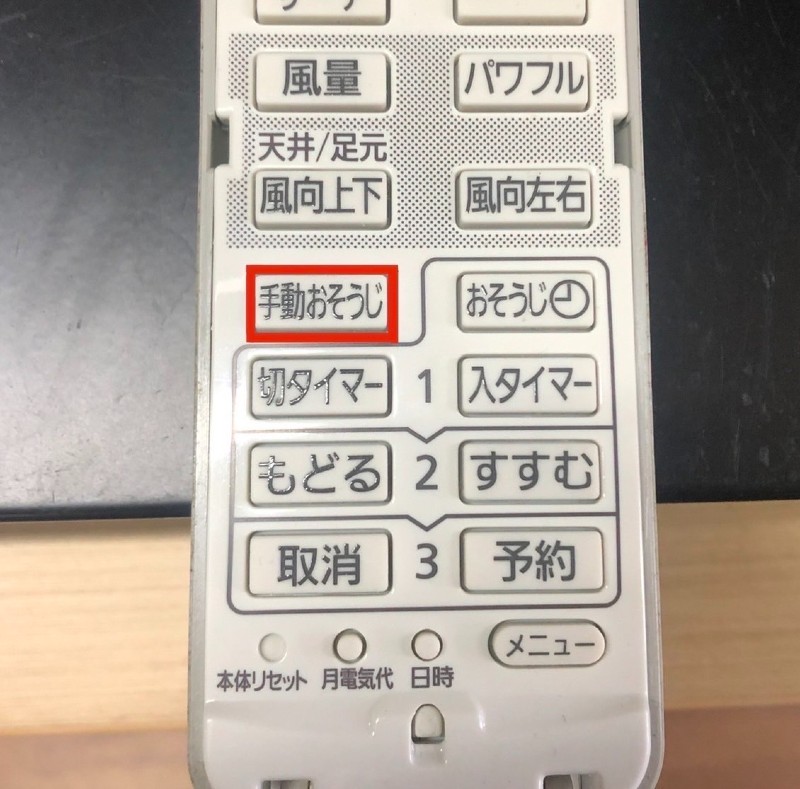 風量 パワフル
天井/足元
風向上下 風向左右
手動おそうじ おそうじ
切タイマー 1 入タイマー
もどる 2 すすむ
取消 3 予約
メニュー
本体リセット 月電気代 日時